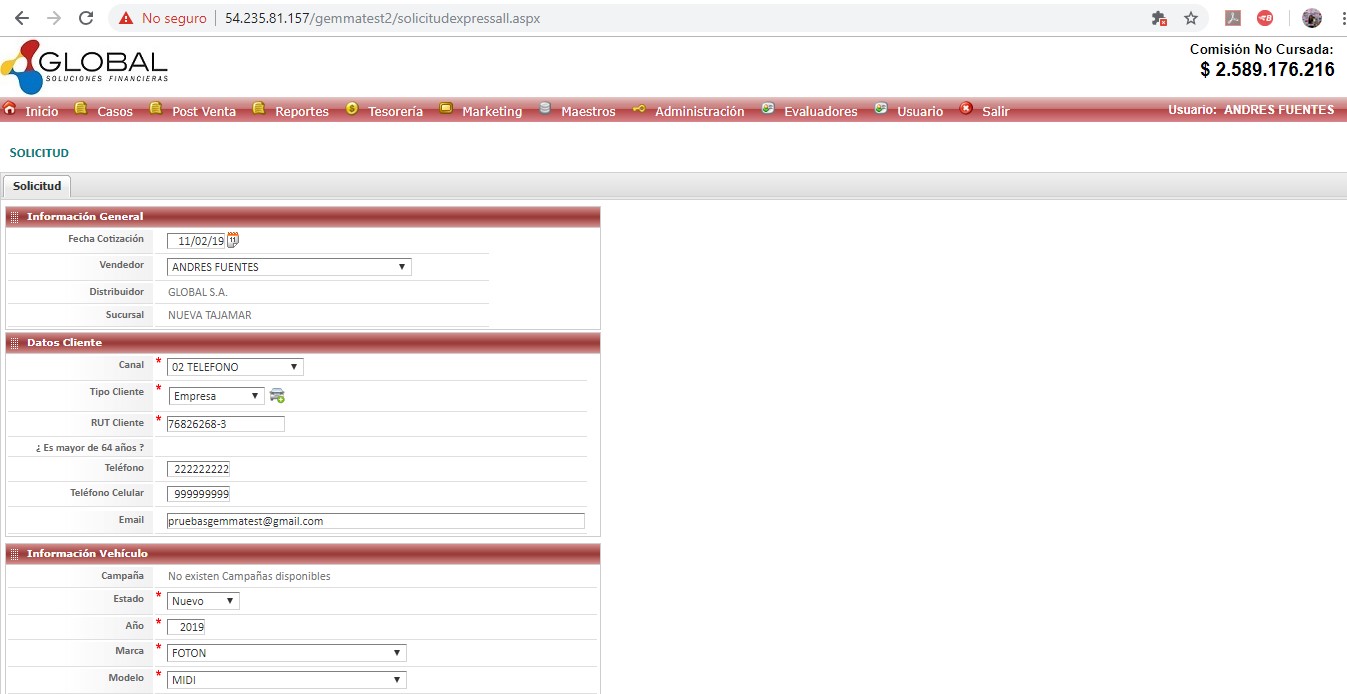 No seguro
54.235.81.157/gemmatest2/solicitudexpressall.aspx
GLOBAL
SOLUCIONES FINANCIERAS
Comisión No Cursada:
$ 2.589.176.216
Inicio Casos Post Venta Reportes Tesorería Marketing Maestros Administración Evaluadores Usuario Salir Usuario: ANDRES FUENTES
SOLICITUD
Solicitud
Información General
Fecha Cotización 11/02/19
Vendedor ANDRES FUENTES
Distribuidor GLOBAL S.A.
Sucursal NUEVA TAJAMAR
Datos Cliente
Canal * 02 TELEFONO
Tipo Cliente * Empresa
RUT Cliente * 76826268-3
¿ Es mayor de 64 años ?
Teléfono 222222222
Teléfono Celular 999999999
Email pruebasgemmatest@gmail.com
Información Vehículo
Campaña No existen Campañas disponibles
Estado * Nuevo
Año * 2019
Marca * FOTON
Modelo * MIDI